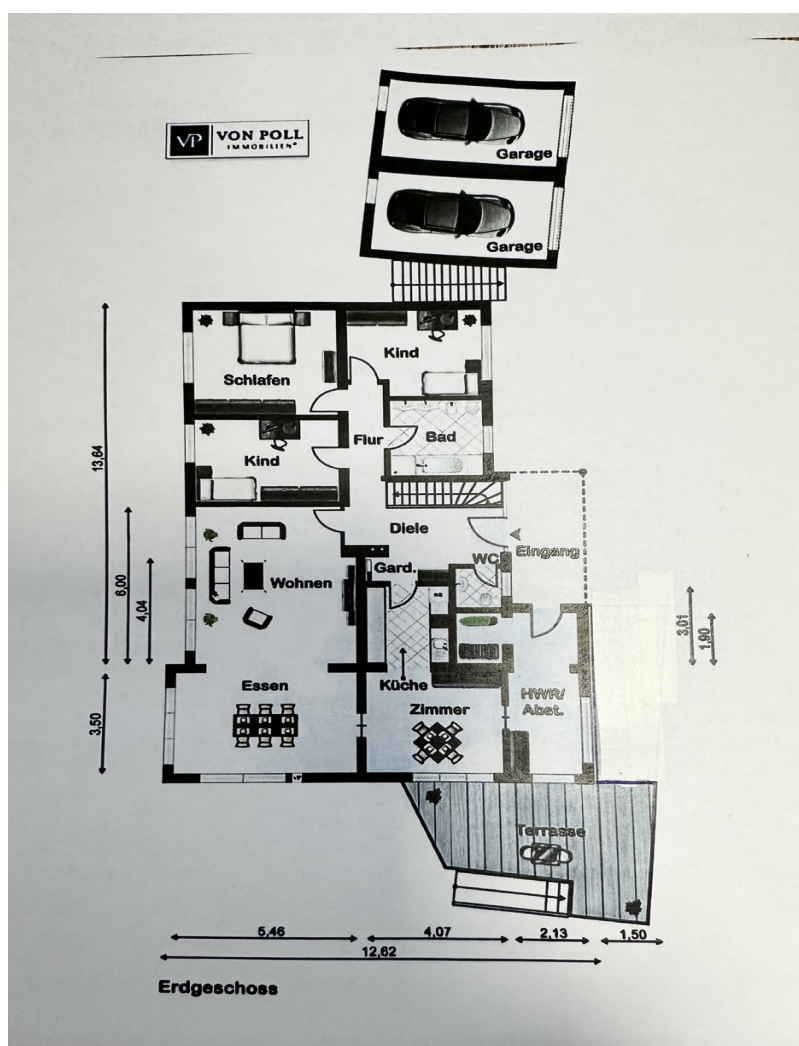 VP VON POLL
IMMOBILIEN®
Garage
Garage
Kind
Schlafen
Flur
Bad
Kind
Diele
Eingang
WC
Gard.
Wohnen
Küche
Essen
Zimmer
HWR/
Abst.
VP
Terrasse
13,64
6,00
4,04
3,50
3,01
1,90
5,46
4,07
2,13
1,50
12,62
Erdgeschoss